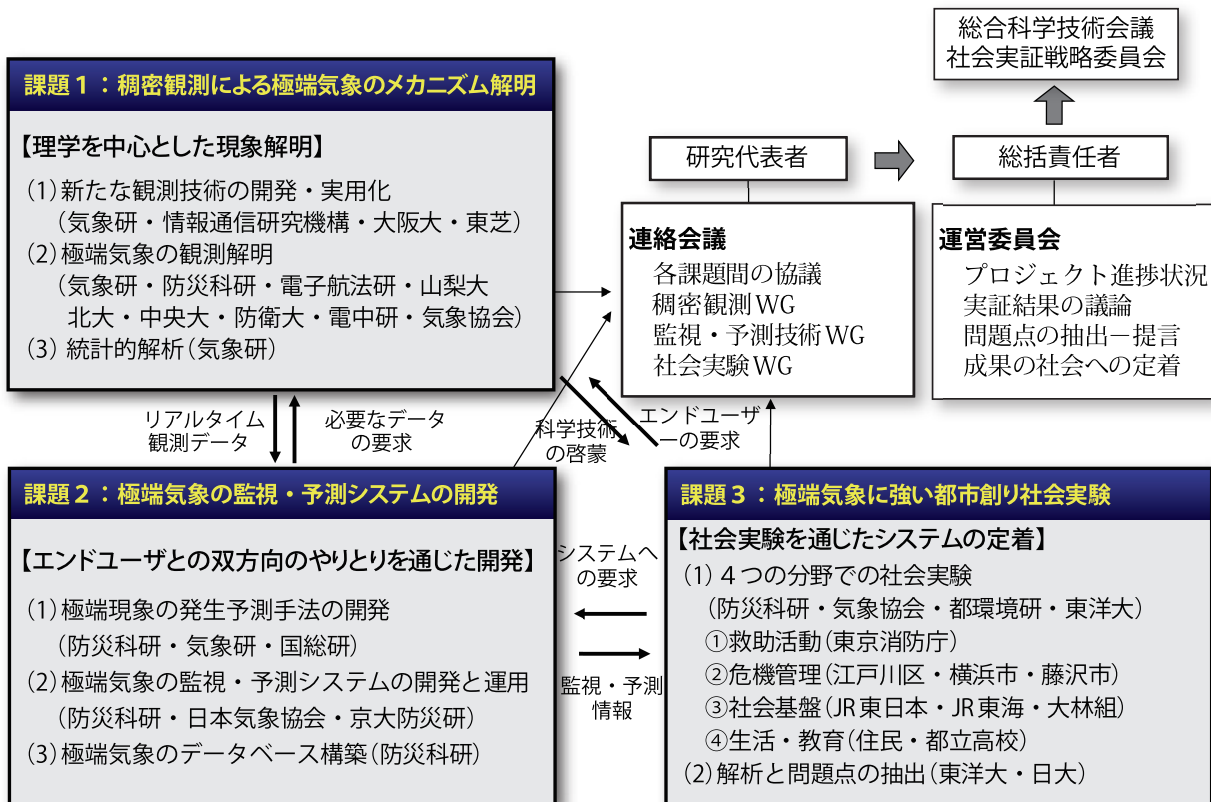 総合科学技術会議
社会実証戦略委員会
研究代表者
総括責任者
課題1：稠密観測による極端気象のメカニズム解明
【理学を中心とした現象解明】
(1)新たな観測技術の開発・実用化
(気象研・情報通信研究機構・大阪大・東芝)
(2)極端気象の観測解明
(気象研・防災科研・電子航法研・山梨大
北大・中央大・防衛大・電中研・気象協会)
(3)統計的解析(気象研)
連絡会議
各課題間の協議
稠密観測WG
監視・予測技術WG
社会実験WG
運営委員会
プロジェクト進捗状況
実証結果の議論
問題点の抽出－提言
成果の社会への定着
リアルタイム
観測データ
必要なデータ
の要求
科学技術
の啓蒙
エンドユーザ
ーの要求
課題2：極端気象の監視・予測システムの開発
【エンドユーザとの双方向のやりとりを通じた開発】
(1)極端現象の発生予測手法の開発
(防災科研・気象研・国総研)
(2)極端気象の監視・予測システムの開発と運用
(防災科研・日本気象協会・京大防災研)
(3)極端気象のデータベース構築(防災科研)
システムへ
の要求
監視・予測
情報
課題3：極端気象に強い都市創り社会実験
【社会実験を通じたシステムの定着】
(1)4つの分野での社会実験
(防災科研・気象協会・都環境研・東洋大)
①救助活動(東京消防庁)
②危機管理(江戸川区・横浜市・藤沢市)
③社会基盤(JR東日本・JR東海・大林組)
④生活・教育(住民・都立高校)
(2)解析と問題点の抽出(東洋大・日大)